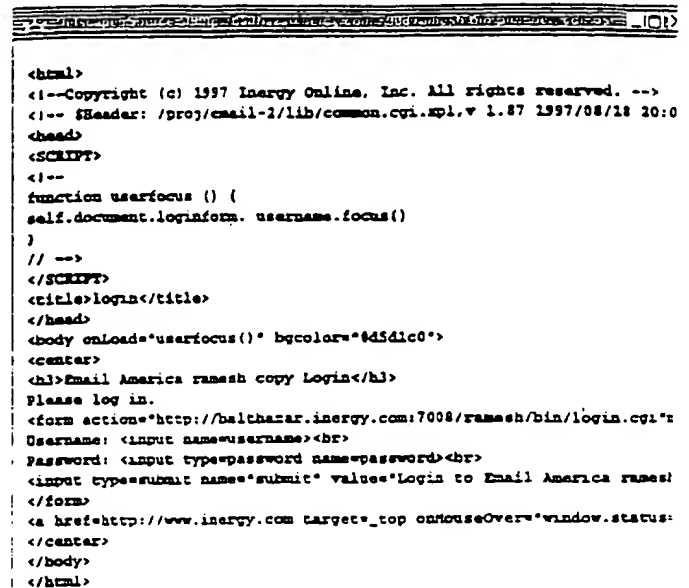 <html>
<!--Copyright (c) 1997 Inergy Online, Inc. All rights reserved. -->
<!-- $Header: /proj/email-2/lib/common.cgi.xpl,v 1.87 1997/08/18 20:0
<head>
<SCRIPT>
<!--
function userfocus () {
self.document.loginform. username.focus()
}
// -->
</SCRIPT>
<title>login</title>
</head>
<body onLoad="userfocus()" bgcolor="#d5d1c0">
<center>
<h3>Email America ramesh copy Login</h3>
Please log in.
<form action="http://balthazar.inergy.com:7008/ramesh/bin/login.cgi"
Username: <input name=username><br>
Password: <input type=password name=password><br>
<input type=submit name="submit" value="Login to Email America ramesh
</form>
<a href=http://www.inergy.com target=_top onMouseOver="window.status=
</center>
</body>
</html>